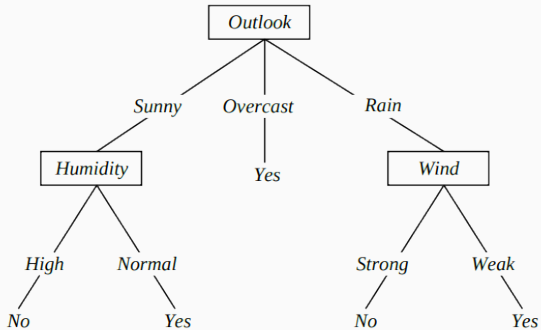 Outlook
Sunny Overcast Rain
Humidity Yes Wind
High Normal Strong Weak
No Yes No Yes